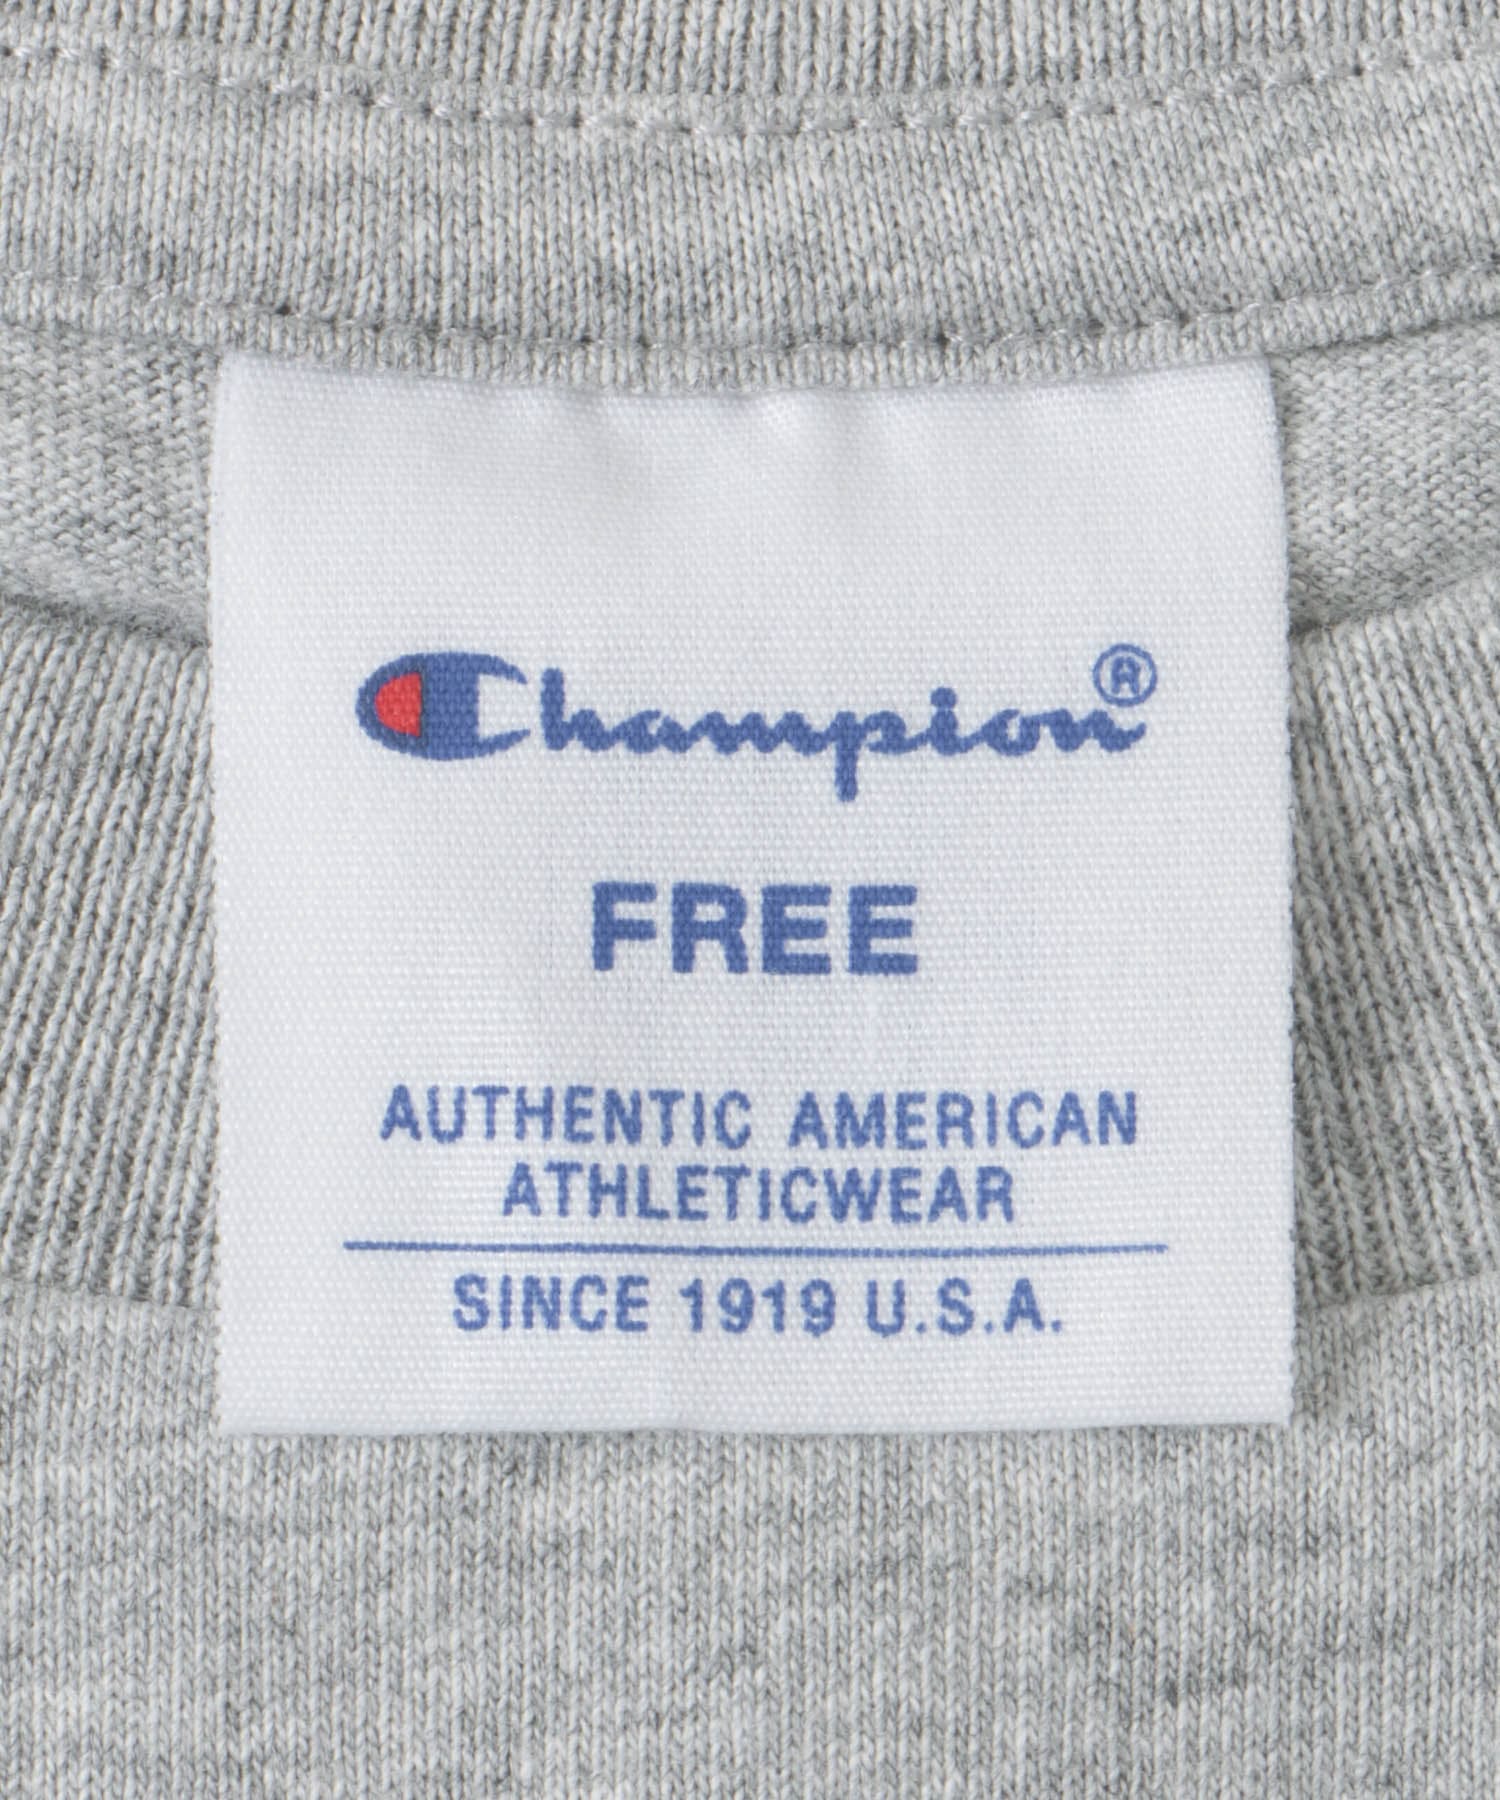 Champion®
FREE
AUTHENTIC AMERICAN
ATHLETICWEAR
SINCE 1919 U.S.A.